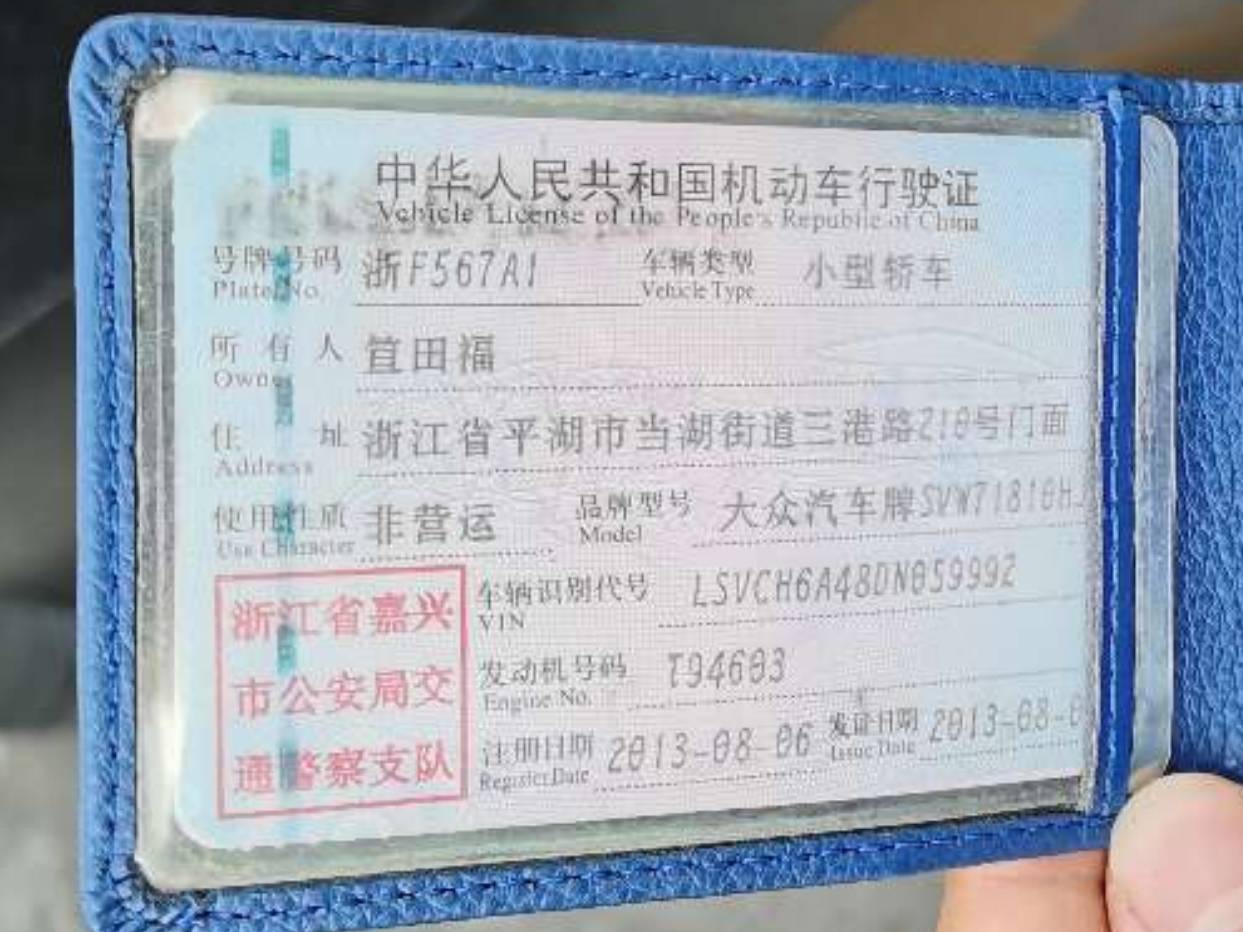 中华人民共和国机动车行驶证
Vehicle License of the People's Republic of China
号牌号码 浙F567A1 车辆类型 小型轿车
Plate No. Vehicle Type
所有人 笪田福
Owner
住址 浙江省平湖市当湖街道三港路210号门面
Address
使用性质 非营运 品牌型号 大众汽车牌SVW71810HJ
Use Character Model
浙江省嘉兴
市公安局交
通警察支队
车辆识别代号 LSVCH6A48DN059992
VIN
发动机号码 T94603
Engine No.
注册日期 2013-08-06 发证日期 2013-08-0
Register Date Issue Date